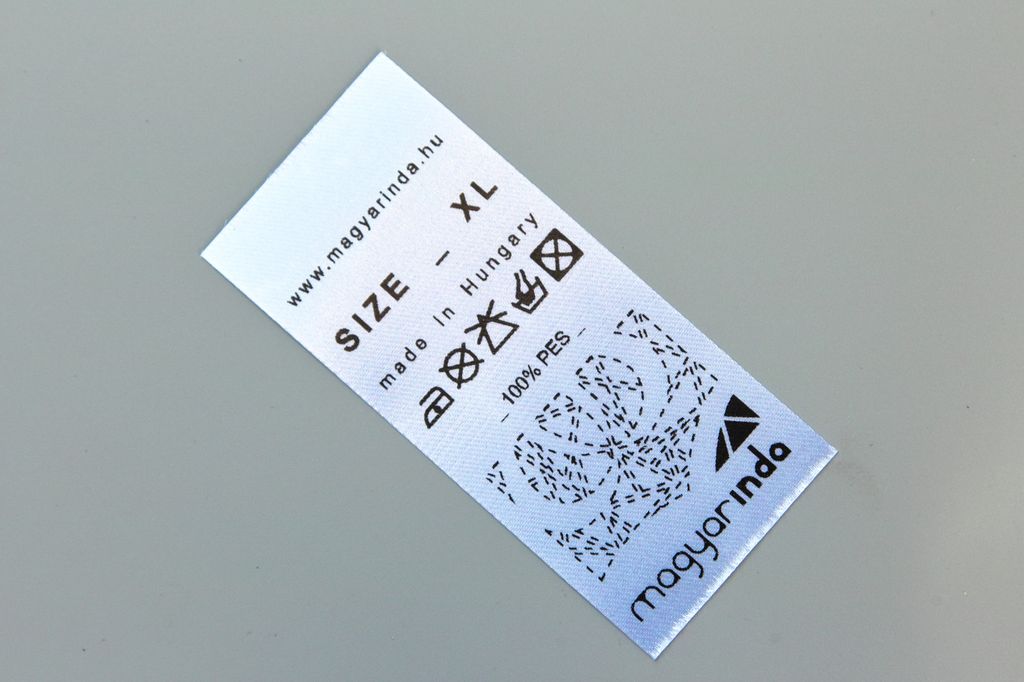 www.magyarinda.hu
SIZE - XL
made in Hungary
- 100% PES -
magyarinda